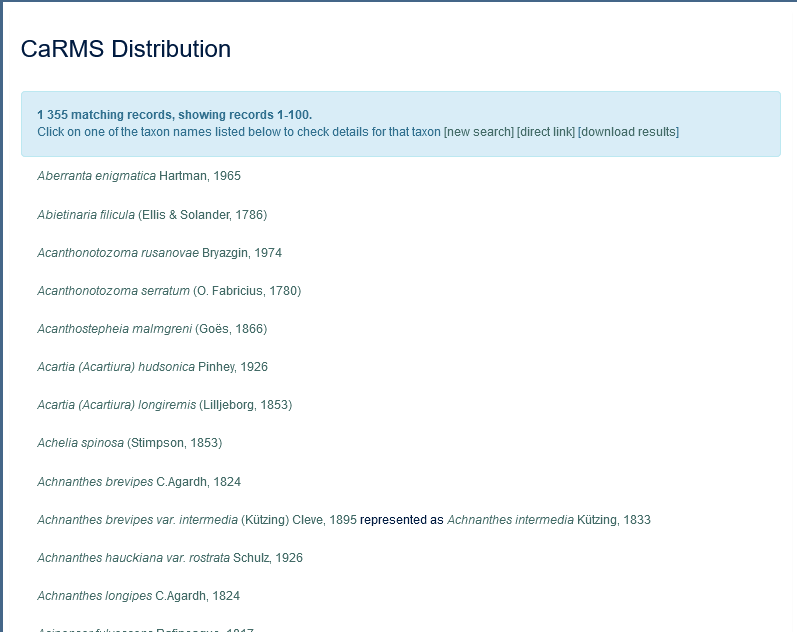 CaRMS Distribution
1 355 matching records, showing records 1-100.
Click on one of the taxon names listed below to check details for that taxon [new search] [direct link] [download results]
Aberranta enigmatica Hartman, 1965
Abietinaria filicula (Ellis & Solander, 1786)
Acanthonotozoma rusanovae Bryazgin, 1974
Acanthonotozoma serratum (O. Fabricius, 1780)
Acanthostepheia malmgreni (Goës, 1866)
Acartia (Acartiura) hudsonica Pinhey, 1926
Acartia (Acartiura) longiremis (Lilljeborg, 1853)
Achelia spinosa (Stimpson, 1853)
Achnanthes brevipes C.Agardh, 1824
Achnanthes brevipes var. intermedia (Kützing) Cleve, 1895 represented as Achnanthes intermedia Kützing, 1833
Achnanthes hauckiana var. rostrata Schulz, 1926
Achnanthes longipes C.Agardh, 1824